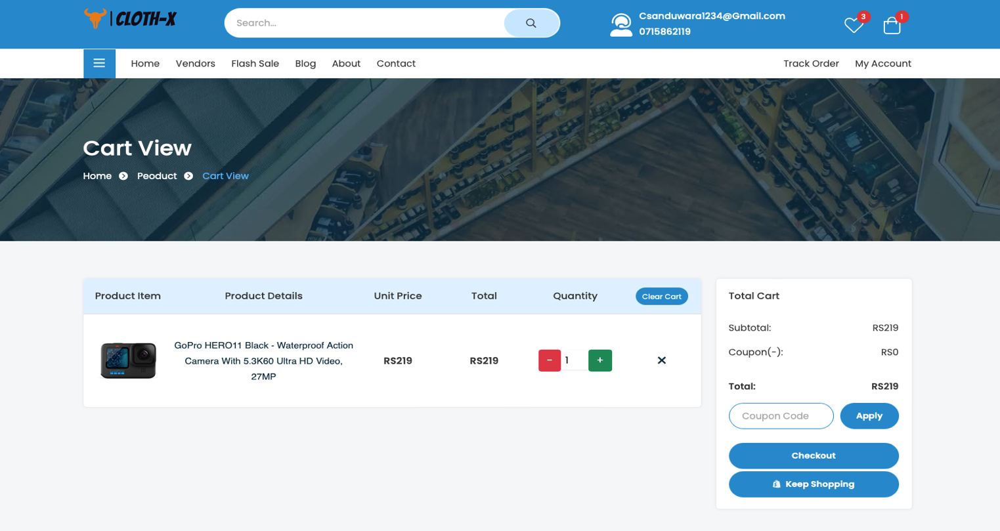 CLOTH-X
Search...
Csanduwara1234@Gmail.com
0715862119
3
1
Home Vendors Flash Sale Blog About Contact Track Order My Account
Cart View
Home Peoduct Cart View
Product Item Product Details Unit Price Total Quantity Clear Cart
GoPro HERO11 Black - Waterproof Action
Camera With 5.3K60 Ultra HD Video,
27MP
RS219 RS219 - 1 +
Total Cart
Subtotal: RS219
Coupon(-): RS0
Total: RS219
Coupon Code Apply
Checkout
Keep Shopping